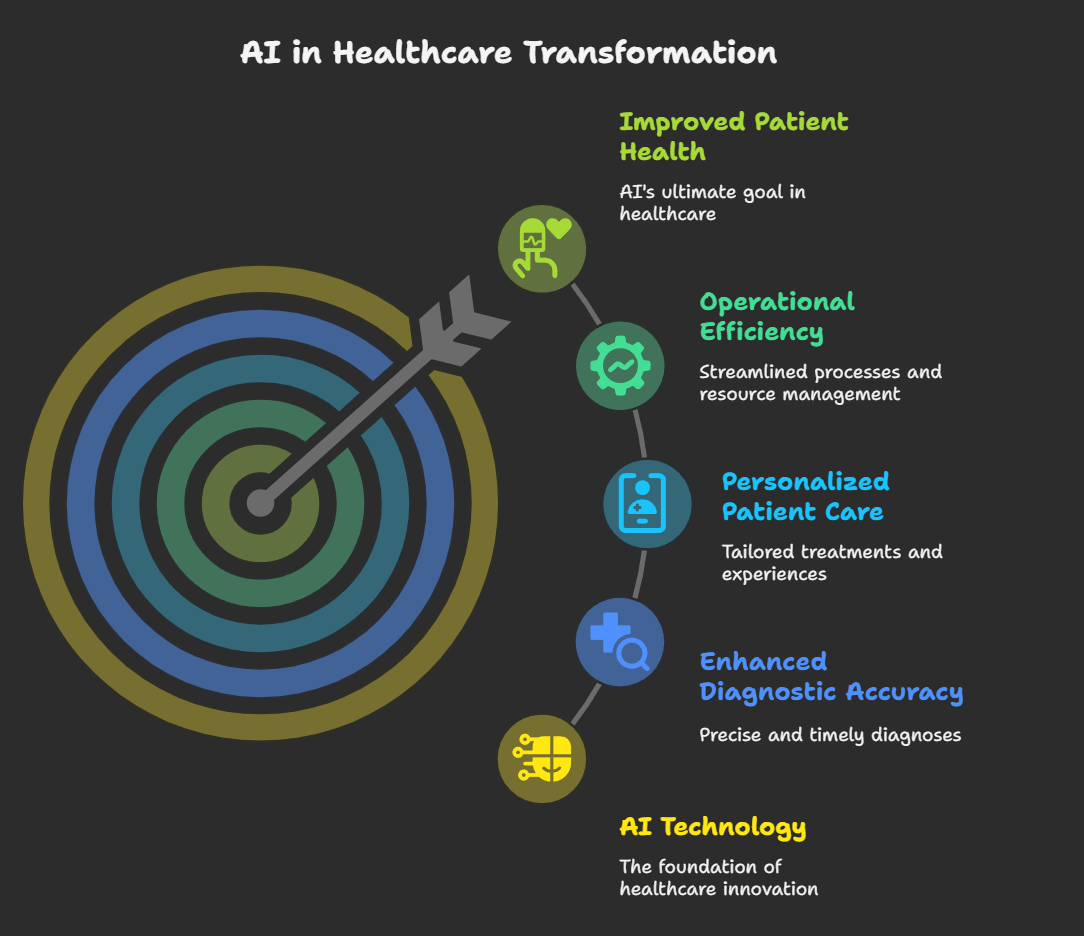 AI in Healthcare Transformation
Improved Patient
Health
AI's ultimate goal in
healthcare
Operational
Efficiency
Streamlined processes and
resource management
Personalized
Patient Care
Tailored treatments and
experiences
Enhanced
Diagnostic Accuracy
Precise and timely diagnoses
AI Technology
The foundation of
healthcare innovation